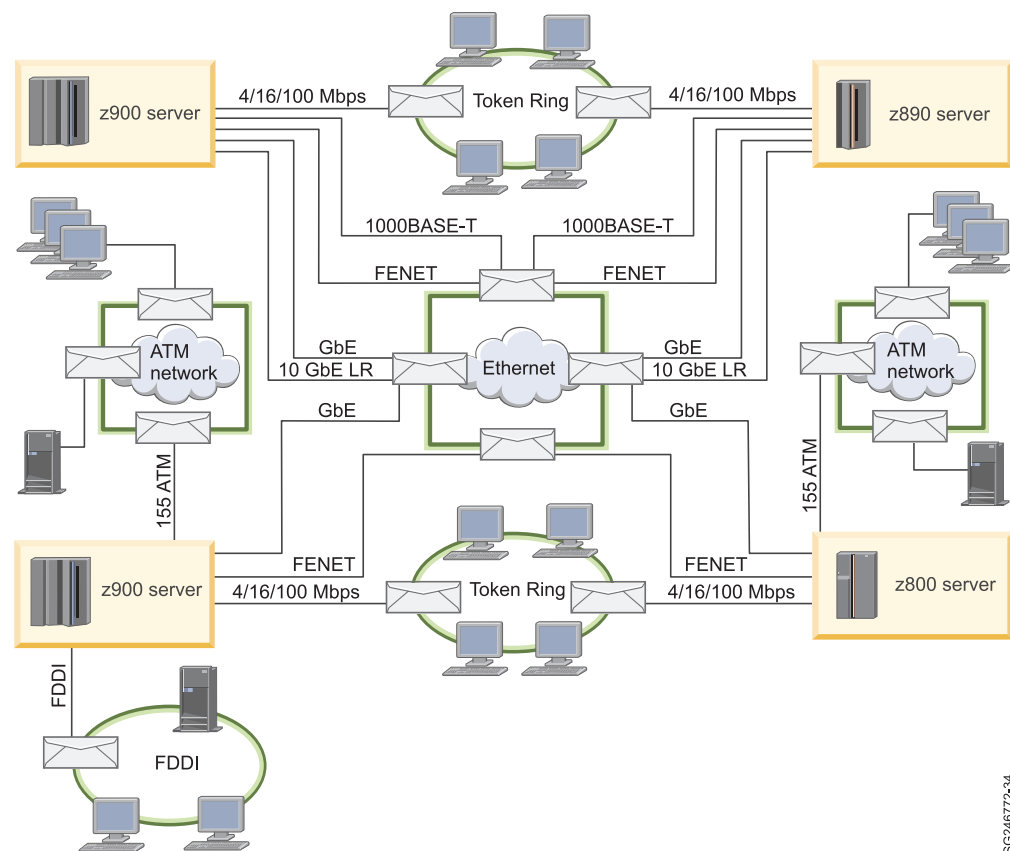 z900 server
4/16/100 Mbps
Token Ring
4/16/100 Mbps
z890 server
1000BASE-T
1000BASE-T
FENET
FENET
ATM
network
GbE
10 GbE LR
Ethernet
GbE
10 GbE LR
ATM
network
GbE
GbE
155 ATM
155 ATM
z900 server
FENET
4/16/100 Mbps
Token Ring
FENET
4/16/100 Mbps
z800 server
FDDI
FDDI
SG246772-34